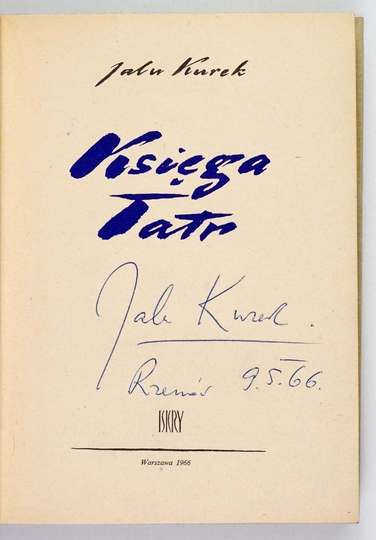 Jalu Kurek
Księga
Tatr
Jalu Kurek.
9.5.66.
ISKRY
Warszawa 1966